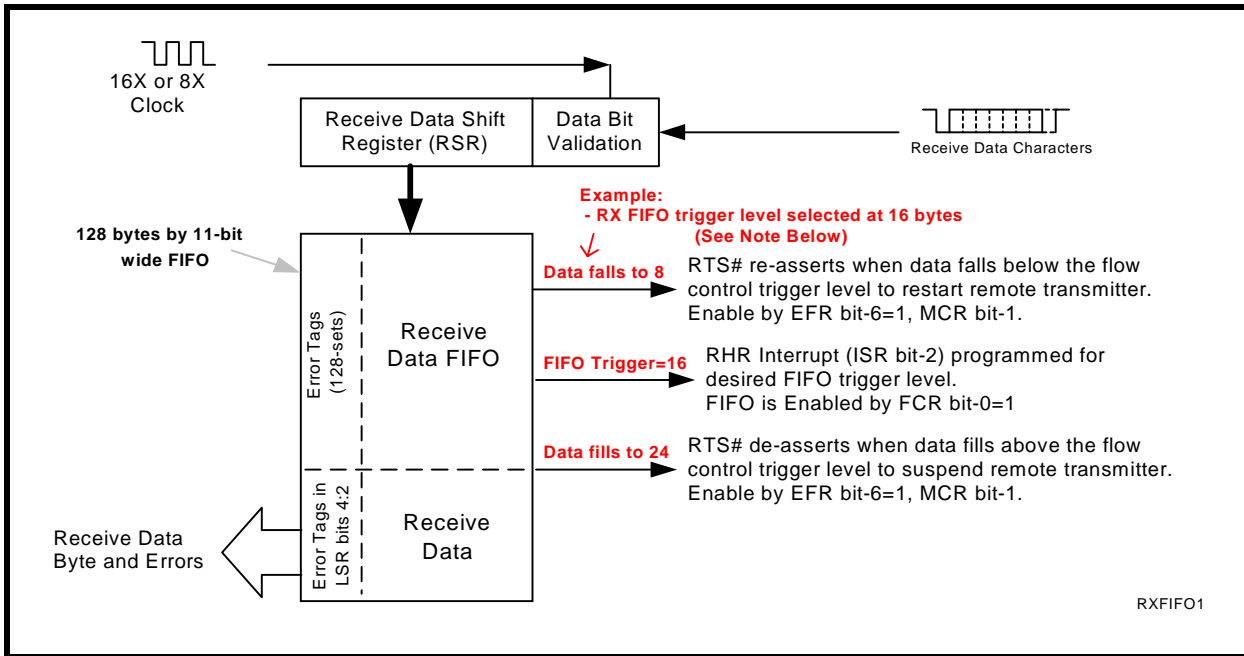 16X or 8X
Clock
Receive Data Shift
Register (RSR)
Data Bit
Validation
Receive Data Characters
Example:
- RX FIFO trigger level selected at 16 bytes
(See Note Below)
128 bytes by 11-bit
wide FIFO
Data falls to 8
RTS# re-asserts when data falls below the flow
control trigger level to restart remote transmitter.
Enable by EFR bit-6=1, MCR bit-1.
Error Tags
(128-sets)
Receive
Data FIFO
FIFO Trigger=16
RHR Interrupt (ISR bit-2) programmed for
desired FIFO trigger level.
FIFO is Enabled by FCR bit-0=1
Data fills to 24
RTS# de-asserts when data fills above the flow
control trigger level to suspend remote transmitter.
Enable by EFR bit-6=1, MCR bit-1.
Error Tags in
LSR bits 4:2
Receive
Data
Receive Data
Byte and Errors
RXFIFO1